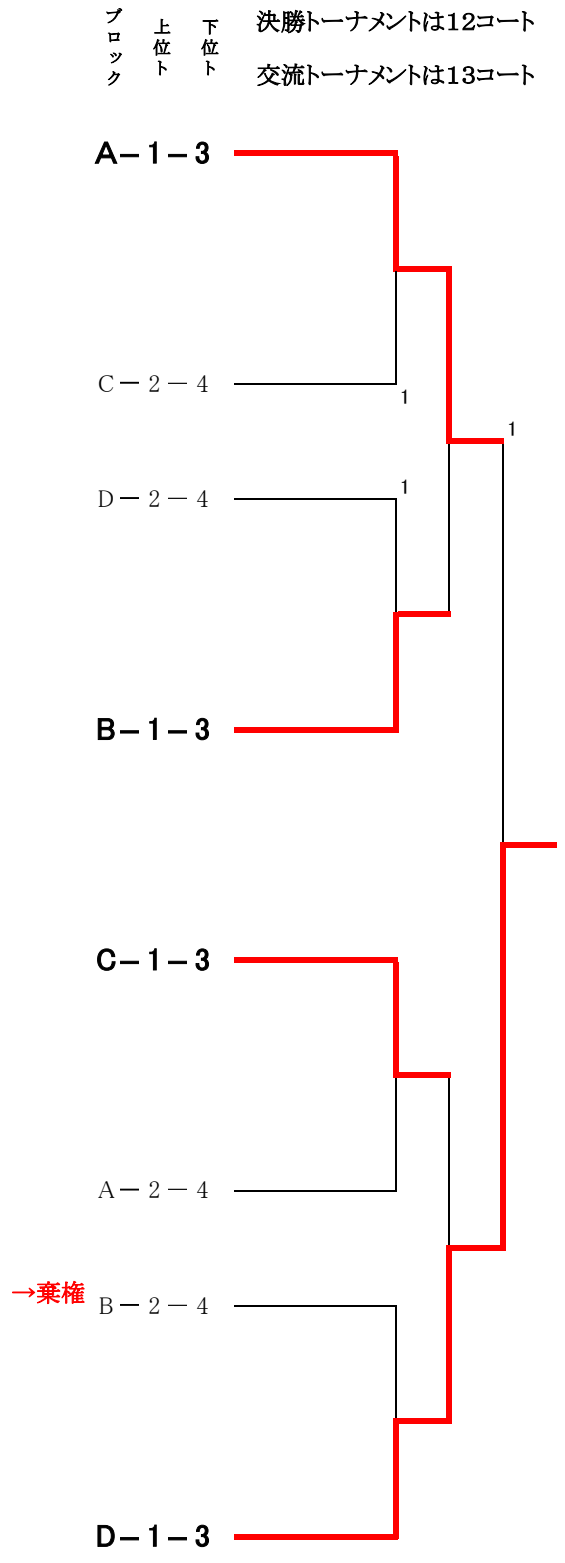 ブロック
上位ト
下位ト
決勝トーナメントは12コート
交流トーナメントは13コート
A－1－3
C－2－4
1
1
D－2－4
1
B－1－3
C－1－3
A－2－4
→棄権 B－2－4
D－1－3